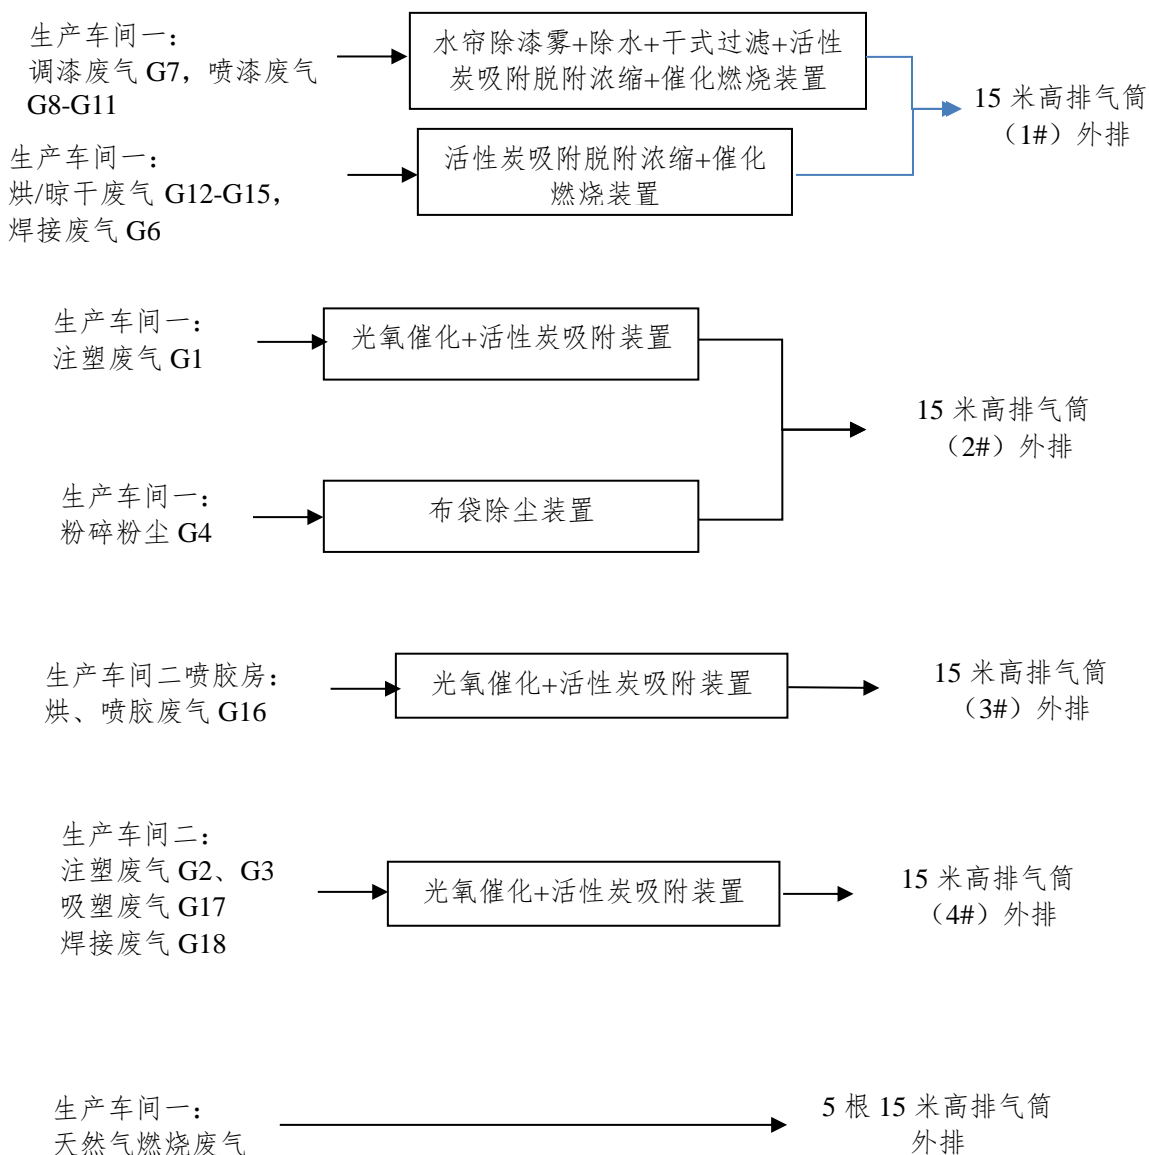 生产车间一：
调漆废气 G7，喷漆废气
G8-G11
水帘除漆雾+除水+干式过滤+活性
炭吸附脱附浓缩+催化燃烧装置
15 米高排气筒
（1#）外排
生产车间一：
烘/晾干废气 G12-G15，
焊接废气 G6
活性炭吸附脱附浓缩+催化
燃烧装置
生产车间一：
注塑废气 G1
光氧催化+活性炭吸附装置
15 米高排气筒
（2#）外排
生产车间一：
粉碎粉尘 G4
布袋除尘装置
生产车间二喷胶房：
烘、喷胶废气 G16
光氧催化+活性炭吸附装置
15 米高排气筒
（3#）外排
生产车间二：
注塑废气 G2、G3
吸塑废气 G17
焊接废气 G18
光氧催化+活性炭吸附装置
15 米高排气筒
（4#）外排
生产车间一：
天然气燃烧废气
5 根 15 米高排气筒
外排